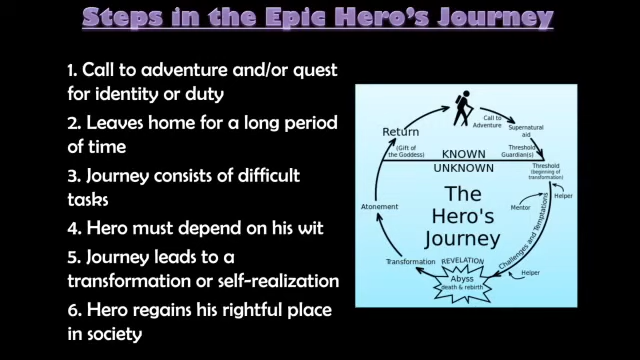 Steps in the Epic Hero's Journey
1. Call to adventure and/or quest
for identity or duty
2. Leaves home for a long period
of time
3. Journey consists of difficult
tasks
4. Hero must depend on his wit
5. Journey leads to a
transformation or self-realization
6. Hero regains his rightful place
in society
Call to
Adventure
Supernatural
aid
Return
(Gift of
the Goddess)
Threshold
Guardian(s)
KNOWN
UNKNOWN
Threshold
(beginning of
transformation)
The
Hero's
Journey
Helper
Mentor
Challenges and Temptations
Atonement
Transformation
REVELATION
Abyss
death & rebirth
Helper